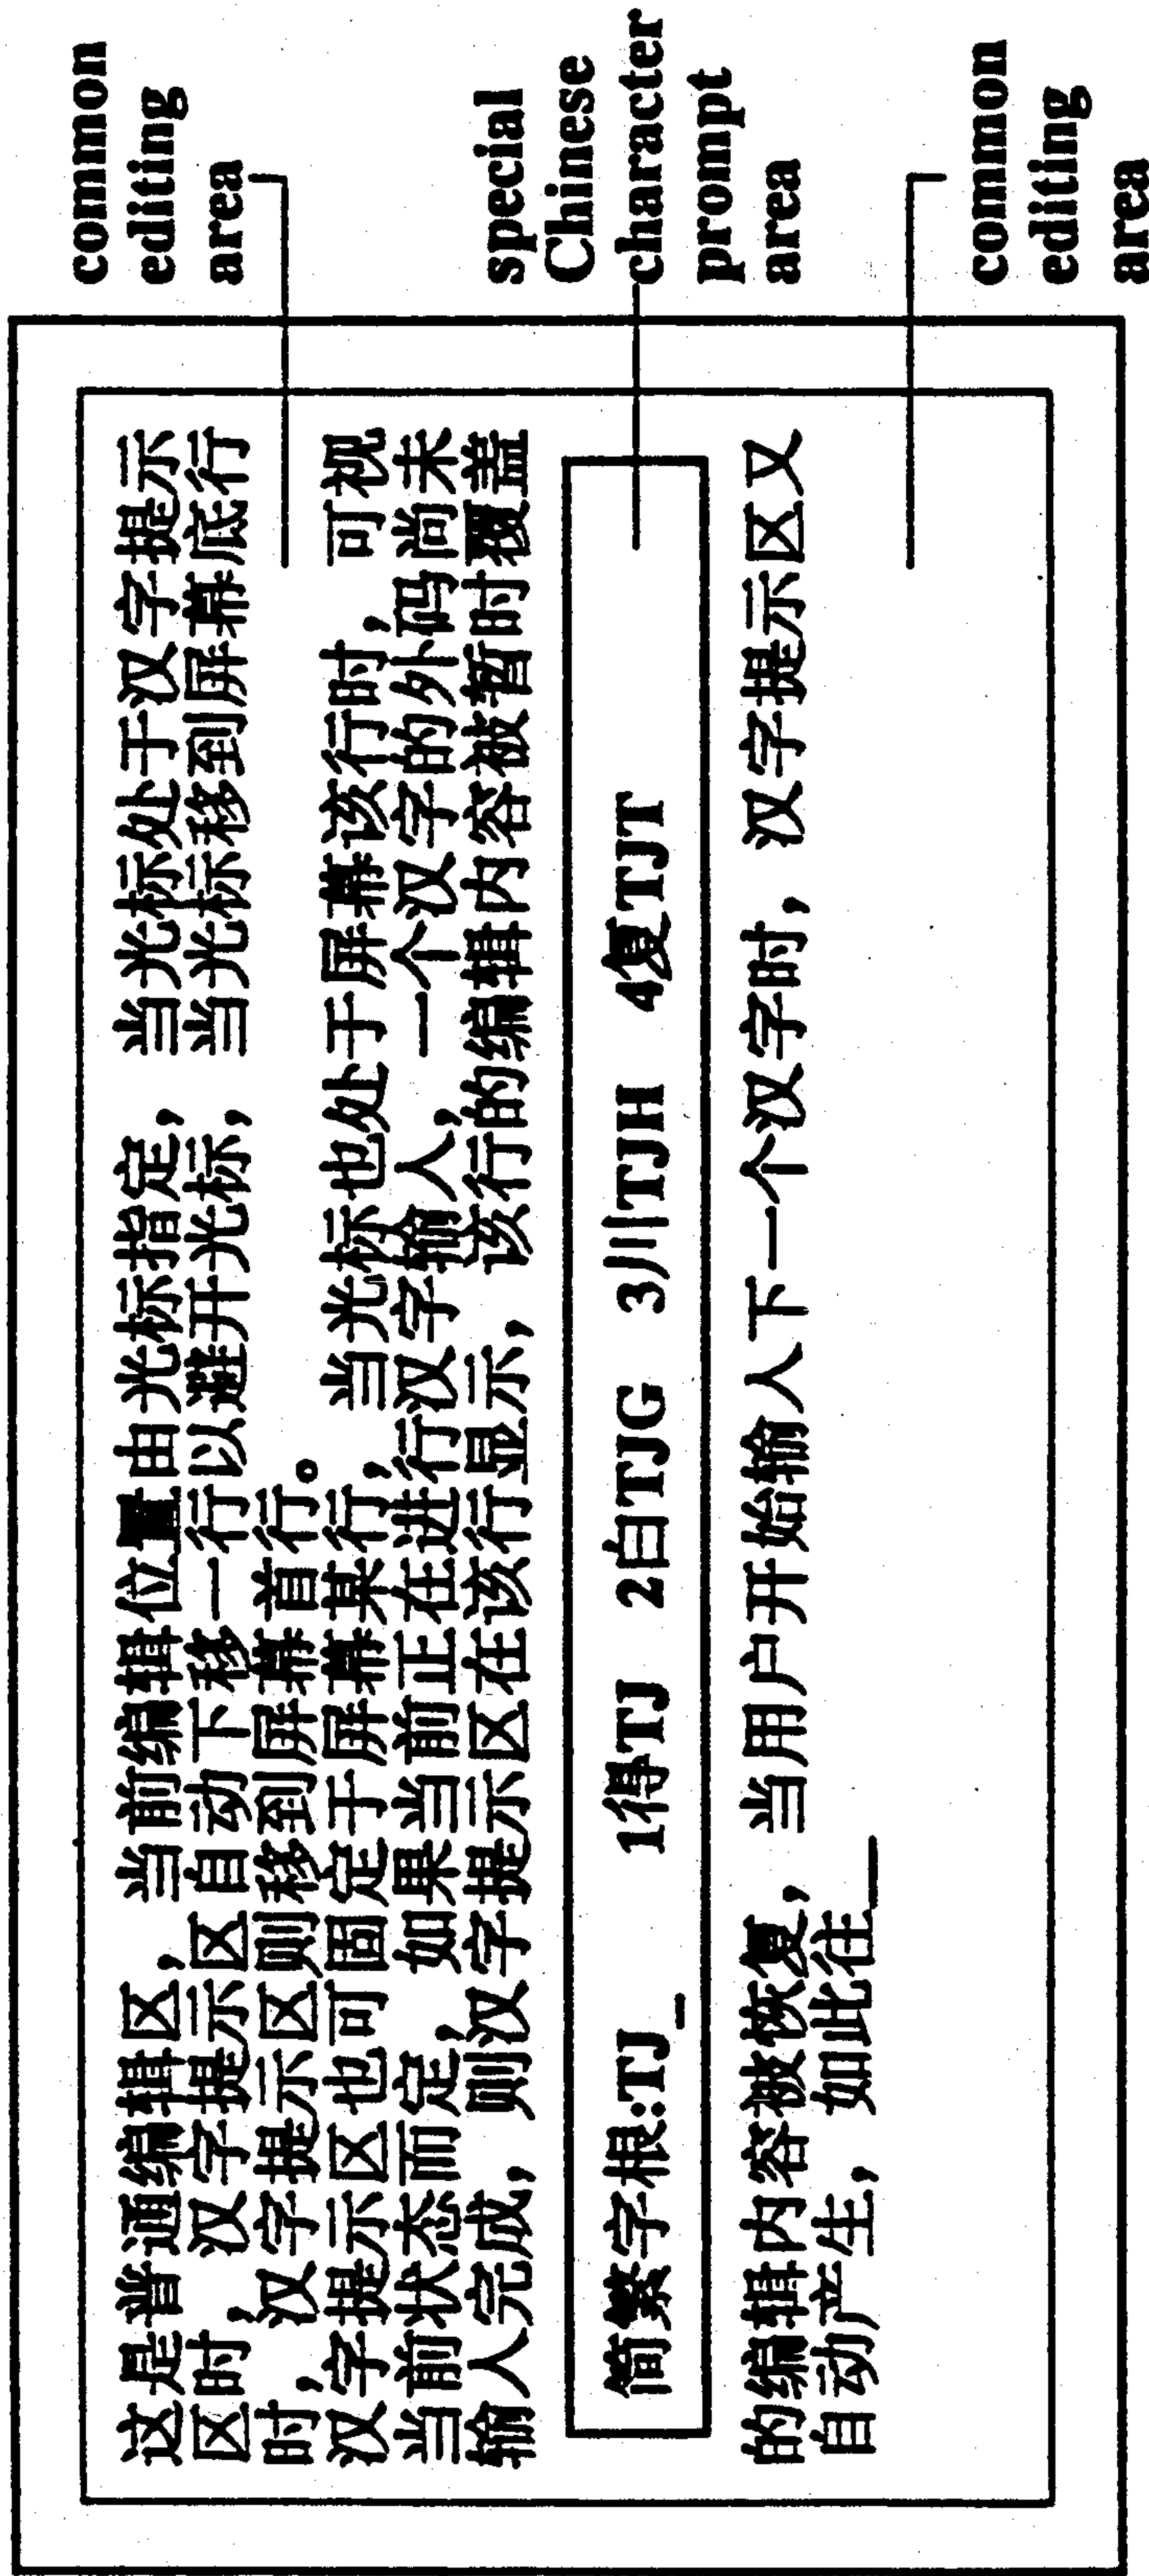 这是普通编辑区，当前编辑位置由光标指定，当光标处于汉字提示
区时，汉字提示区自动下移一行以避开光标，当光标移到屏幕底行
时，汉字提示区则移到屏幕首行。
汉字提示区也可固定于屏幕某行，当光标也处于屏幕该行时，可视
当前状态而定，如果当前正在进行汉字输人，一个汉字的外码尚未
输人完成，则汉字提示区在该行显示，该行的编辑内容被暂时覆盖
简繁字根:TJ_ 1得TJ 2白TJG 3川TJH 4复TJT
的编辑内容被恢复，当用户开始输人下一个汉字时，汉字提示区又
自动产生，如此往_
common
editing
area
special
Chinese
character
prompt
area
common
editing
area